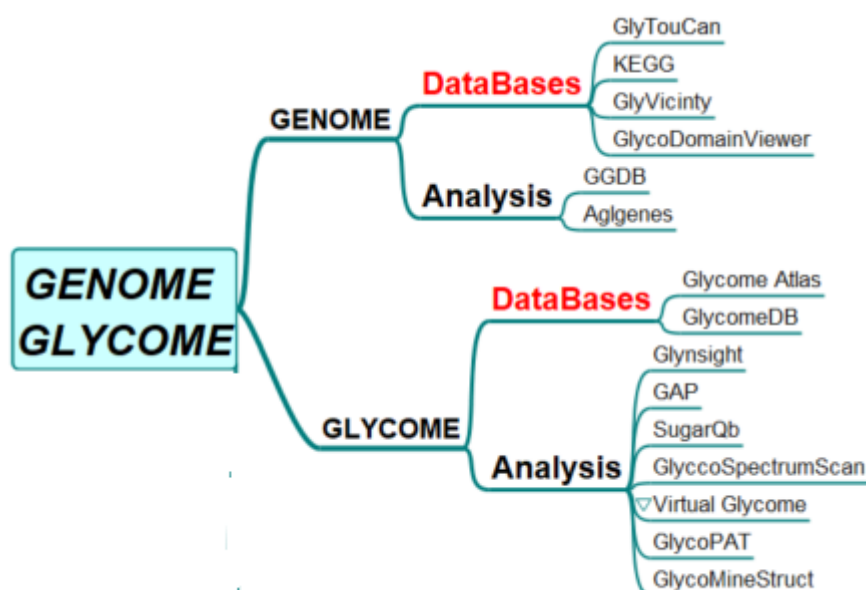 GlyTouCan
KEGG
GlyVicinty
GlycoDomainViewer
DataBases
GENOME
Analysis
GGDB
Aglgenes
GENOME
GLYCOME
DataBases
Glycome Atlas
GlycomeDB
GLYCOME
Analysis
Glynsight
GAP
SugarQb
GlyccoSpectrumScan
Virtual Glycome
GlycoPAT
GlycoMineStruct